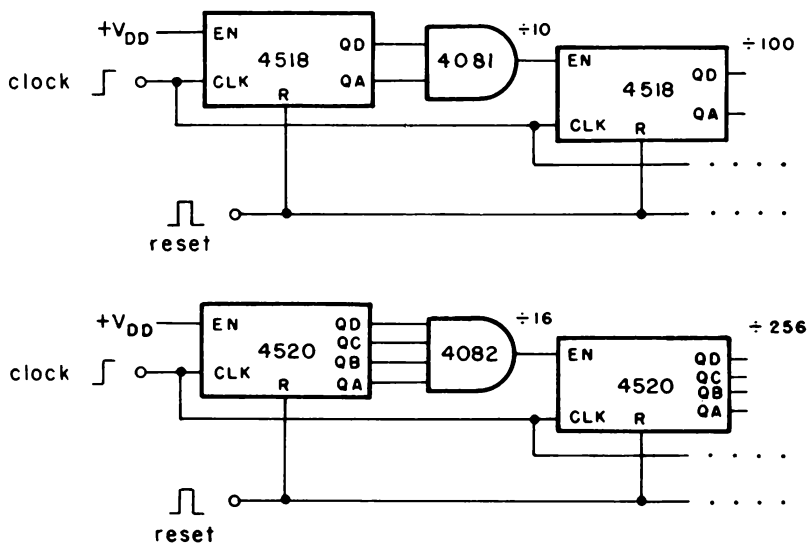 +VDD
EN
4518
QD
QA
CLK
R
clock
4081
÷10
EN
4518
QD
QA
CLK
R
÷100
reset
+VDD
EN
4520
QD
QC
QB
QA
CLK
R
clock
4082
÷16
EN
4520
QD
QC
QB
QA
CLK
R
÷256
reset